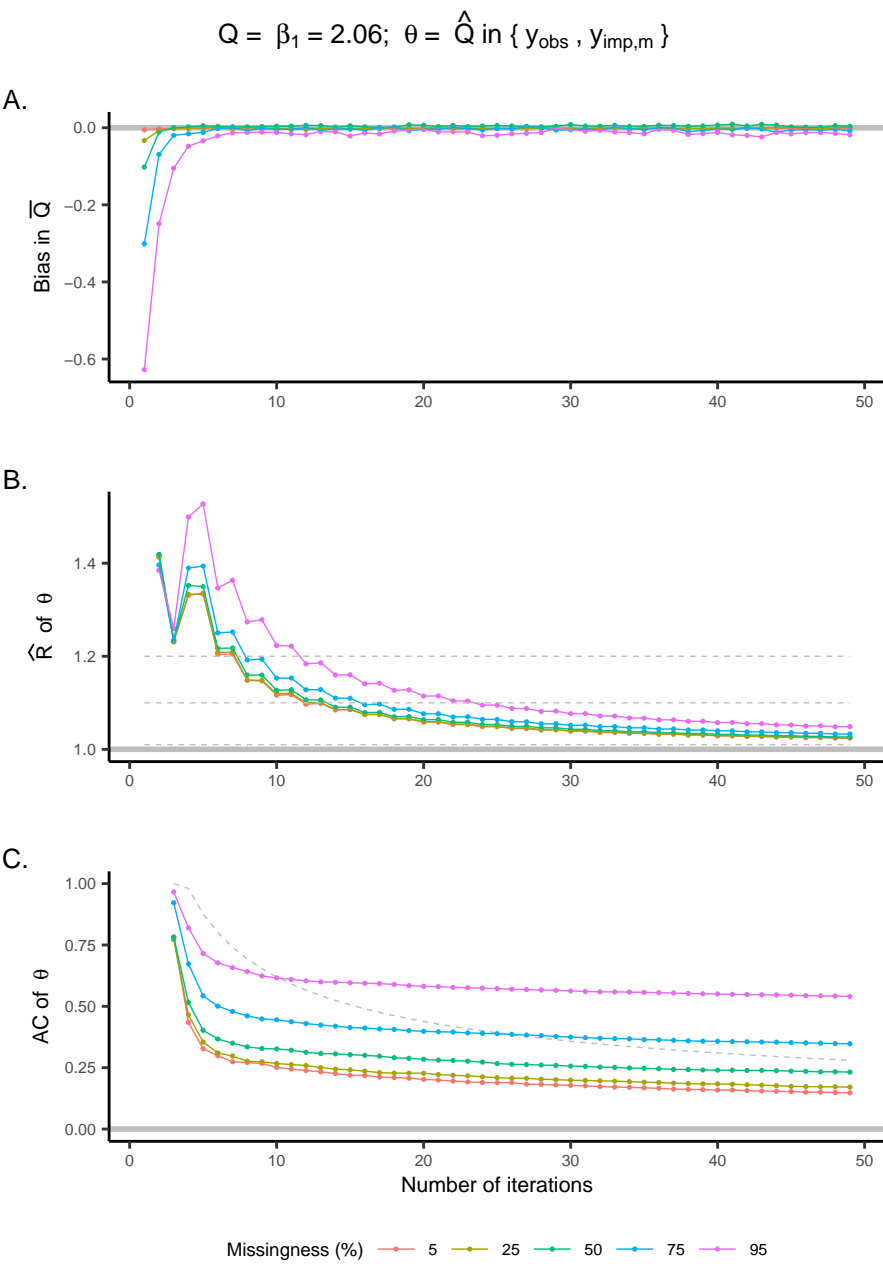 Q = β₁ = 2.06; θ = Q̂ in { y_obs , y_imp,m }
A.
Bias in Q̅
0.0
−0.2
−0.4
−0.6
0 10 20 30 40 50
B.
R̂ of θ
1.4
1.2
1.0
0 10 20 30 40 50
C.
AC of θ
1.00
0.75
0.50
0.25
0.00
0 10 20 30 40 50
Number of iterations
Missingness (%) 5 25 50 75 95